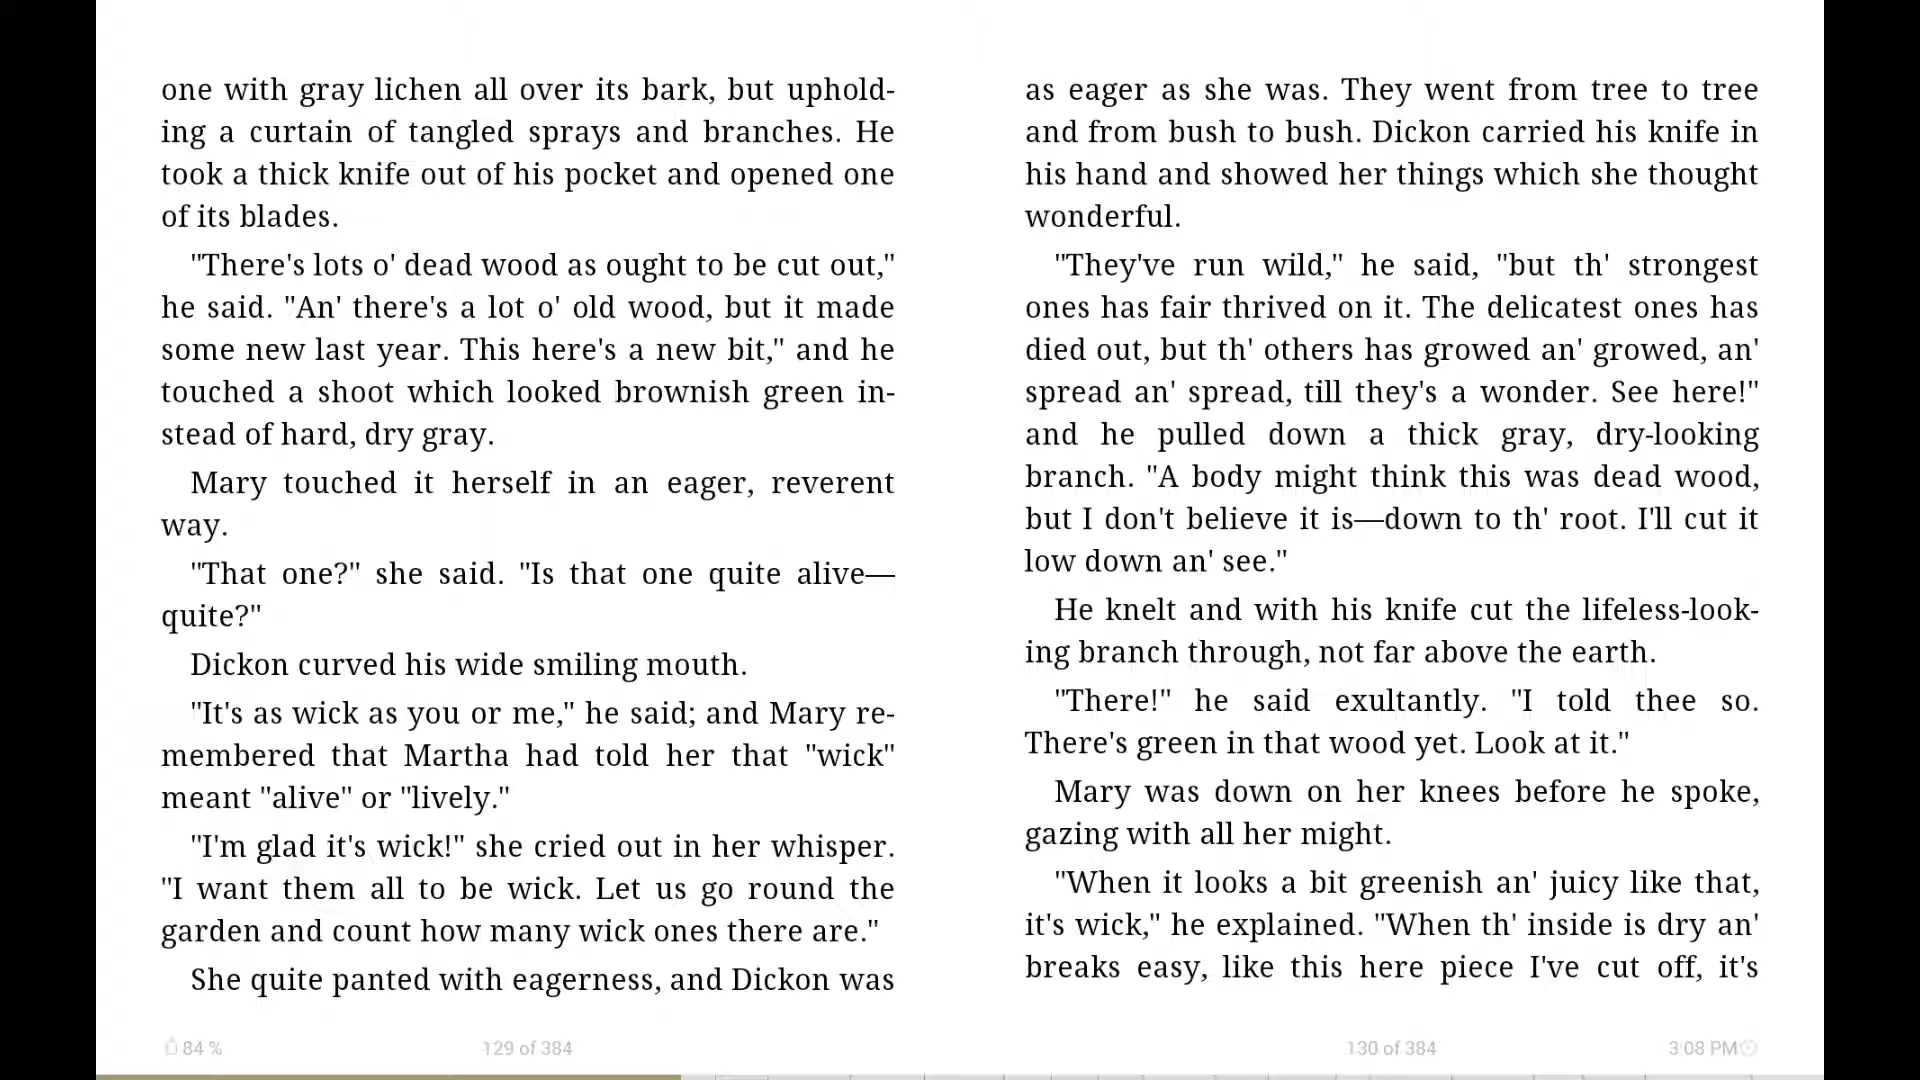 one with gray lichen all over its bark, but uphold-
ing a curtain of tangled sprays and branches. He
took a thick knife out of his pocket and opened one
of its blades.
"There's lots o' dead wood as ought to be cut out,"
he said. "An' there's a lot o' old wood, but it made
some new last year. This here's a new bit," and he
touched a shoot which looked brownish green in-
stead of hard, dry gray.
Mary touched it herself in an eager, reverent
way.
"That one?" she said. "Is that one quite alive—
quite?"
Dickon curved his wide smiling mouth.
"It's as wick as you or me," he said; and Mary re-
membered that Martha had told her that "wick"
meant "alive" or "lively."
"I'm glad it's wick!" she cried out in her whisper.
"I want them all to be wick. Let us go round the
garden and count how many wick ones there are."
She quite panted with eagerness, and Dickon was
84 %
129 of 384
as eager as she was. They went from tree to tree
and from bush to bush. Dickon carried his knife in
his hand and showed her things which she thought
wonderful.
"They've run wild," he said, "but th' strongest
ones has fair thrived on it. The delicatest ones has
died out, but th' others has growed an' growed, an'
spread an' spread, till they's a wonder. See here!"
and he pulled down a thick gray, dry-looking
branch. "A body might think this was dead wood,
but I don't believe it is—down to th' root. I'll cut it
low down an' see."
He knelt and with his knife cut the lifeless-look-
ing branch through, not far above the earth.
"There!" he said exultantly. "I told thee so.
There's green in that wood yet. Look at it."
Mary was down on her knees before he spoke,
gazing with all her might.
"When it looks a bit greenish an' juicy like that,
it's wick," he explained. "When th' inside is dry an'
breaks easy, like this here piece I've cut off, it's
130 of 384
3:08 PM